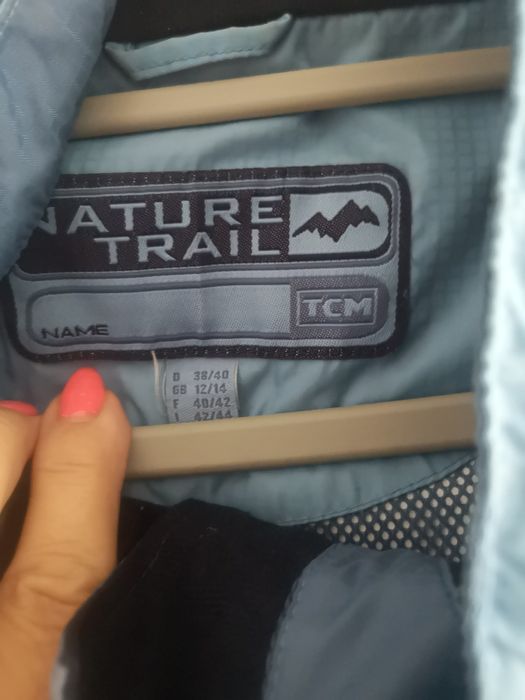 NATURE
TRAIL
NAME
TCM
D 38/40
GB 12/14
F 40/42
I 42/44